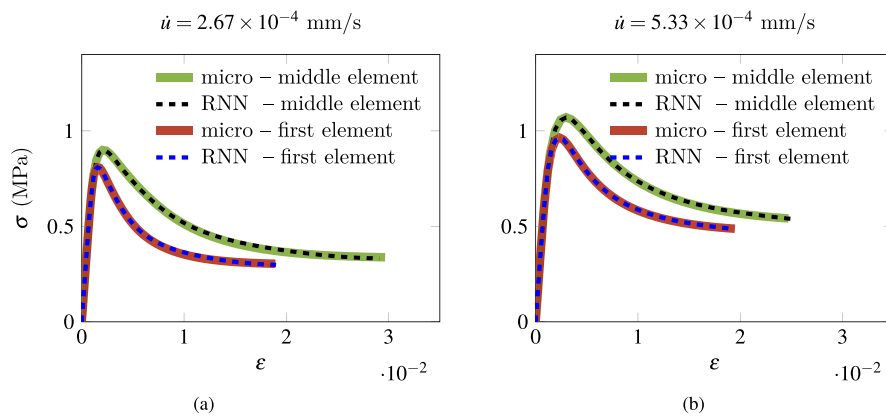 u̇ = 2.67 × 10⁻⁴ mm/s
micro – middle element
RNN – middle element
micro – first element
RNN – first element
1
0.5
0
σ (MPa)
0 1 2 3
ε
·10⁻²
(a)
u̇ = 5.33 × 10⁻⁴ mm/s
micro – middle element
RNN – middle element
micro – first element
RNN – first element
1
0.5
0
0 1 2 3
ε
·10⁻²
(b)